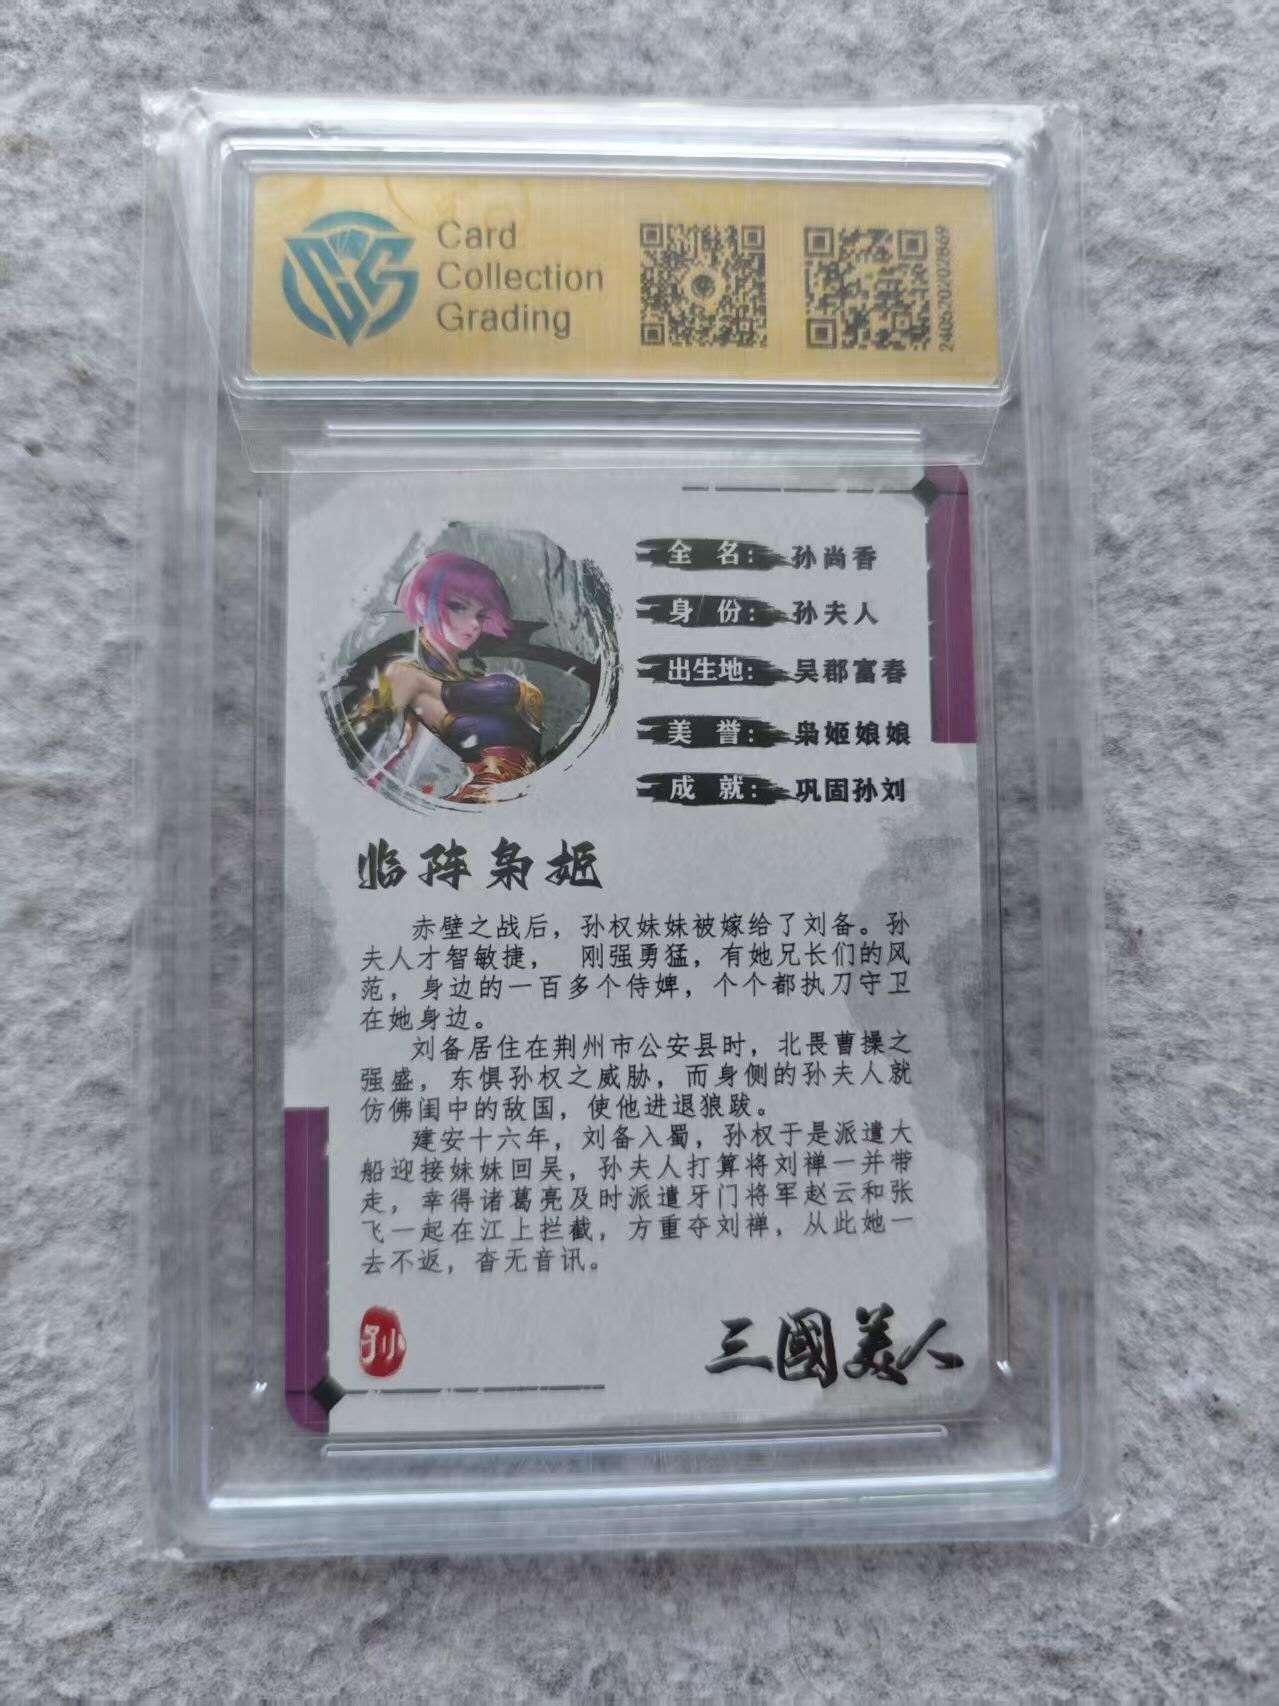 Card
Collection
Grading
240620702869
全名：孙尚香
身份：孙夫人
出生地：吴郡富春
美誉：枭姬娘娘
成就：巩固孙刘
临阵枭姬
赤壁之战后，孙权妹妹被嫁给了刘备。孙
夫人才智敏捷， 刚强勇猛，有她兄长们的风
范，身边的一百多个侍婢，个个都执刀守卫
在她身边。
刘备居住在荆州市公安县时，北畏曹操之
强盛，东惧孙权之威胁，而身侧的孙夫人就
仿佛闺中的敌国，使他进退狼跋。
建安十六年，刘备入蜀，孙权于是派遣大
船迎接妹妹回吴，孙夫人打算将刘禅一并带
走，幸得诸葛亮及时派遣牙门将军赵云和张
飞一起在江上拦截，方重夺刘禅，从此她一
去不返，杳无音讯。
孙
三國美人